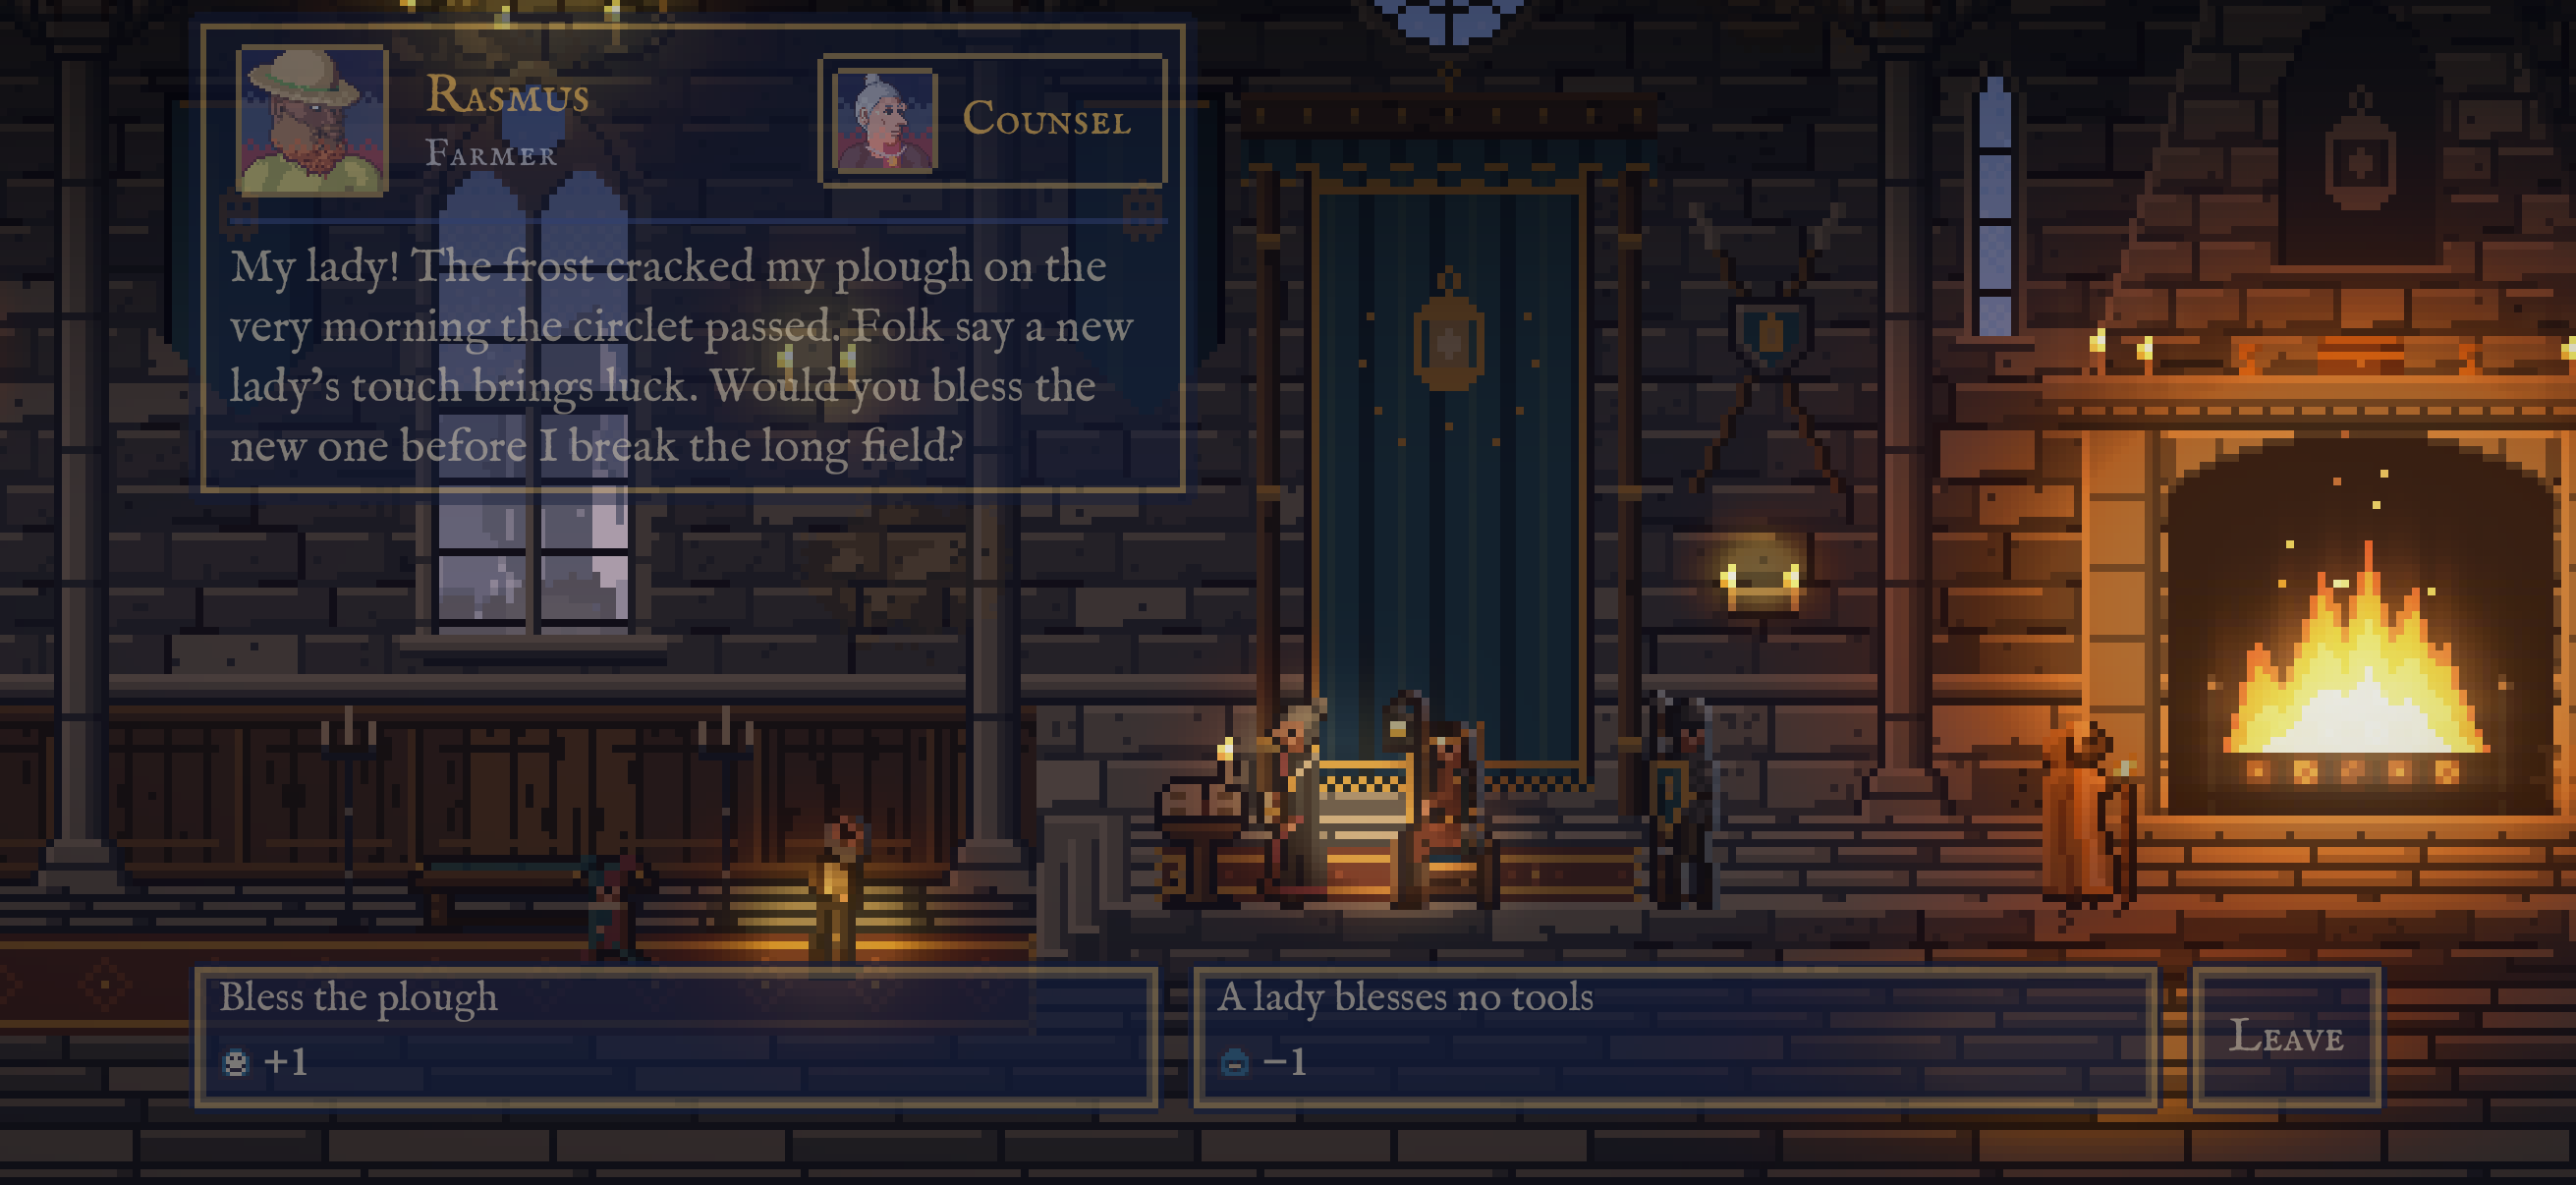 Rasmus
Farmer
Counsel
My lady! The frost cracked my plough on the
very morning the circlet passed. Folk say a new
lady’s touch brings luck. Would you bless the
new one before I break the long field?
Bless the plough
+1
A lady blesses no tools
−1
Leave